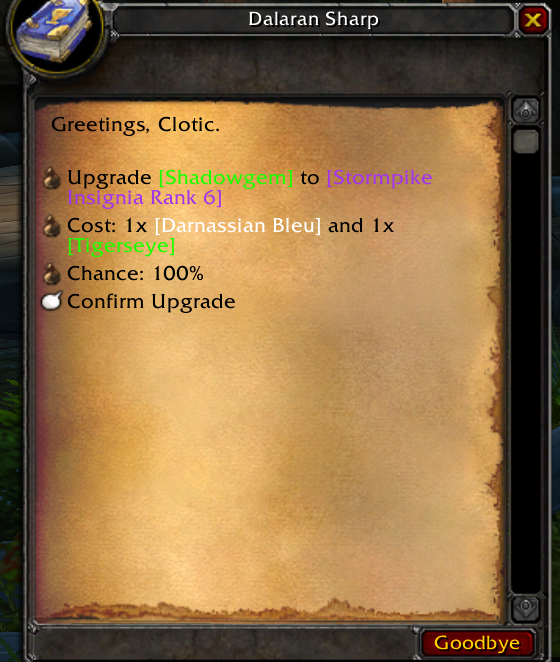 Dalaran Sharp
Greetings, Clotic.
Upgrade [Shadowgem] to [Stormpike
Insignia Rank 6]
Cost: 1x [Darnassian Bleu] and 1x
[Tigerseye]
Chance: 100%
Confirm Upgrade
Goodbye